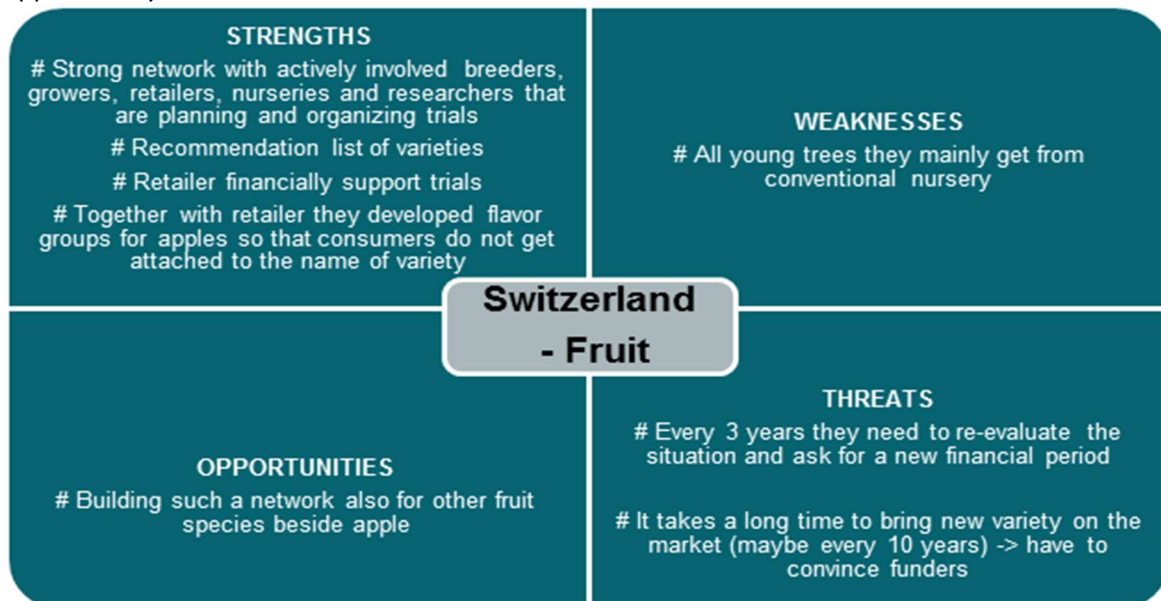 STRENGTHS
# Strong network with actively involved breeders,
growers, retailers, nurseries and researchers that
are planning and organizing trials
# Recommendation list of varieties
# Retailer financially support trials
# Together with retailer they developed flavor
groups for apples so that consumers do not get
attached to the name of variety
WEAKNESSES
# All young trees they mainly get from
conventional nursery
Switzerland
- Fruit
OPPORTUNITIES
# Building such a network also for other fruit
species beside apple
THREATS
# Every 3 years they need to re-evaluate the
situation and ask for a new financial period
# It takes a long time to bring new variety on the
market (maybe every 10 years) -> have to
convince funders